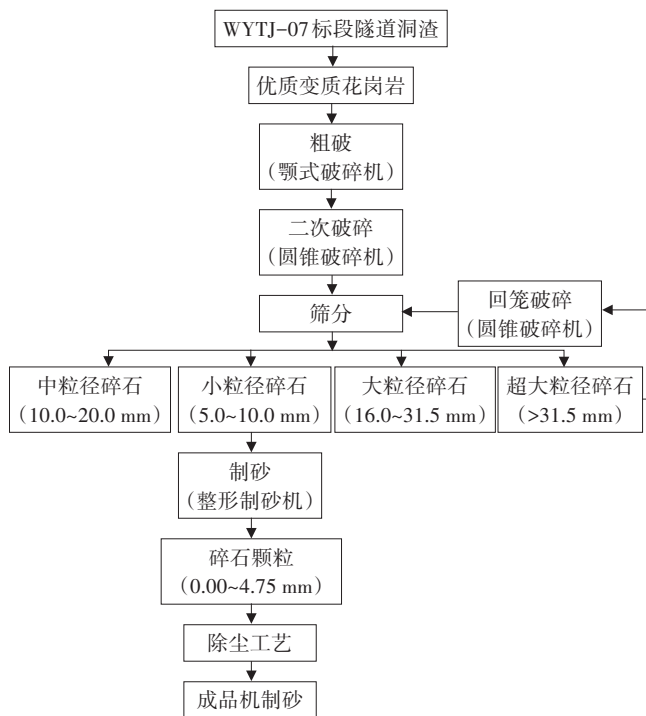 WYTJ-07标段隧道洞渣
优质变质花岗岩
粗破
（颚式破碎机）
二次破碎
（圆锥破碎机）
筛分
回笼破碎
（圆锥破碎机）
中粒径碎石
（10.0~20.0 mm）
小粒径碎石
（5.0~10.0 mm）
大粒径碎石
（16.0~31.5 mm）
超大粒径碎石
（>31.5 mm）
制砂
（整形制砂机）
碎石颗粒
（0.00~4.75 mm）
除尘工艺
成品机制砂